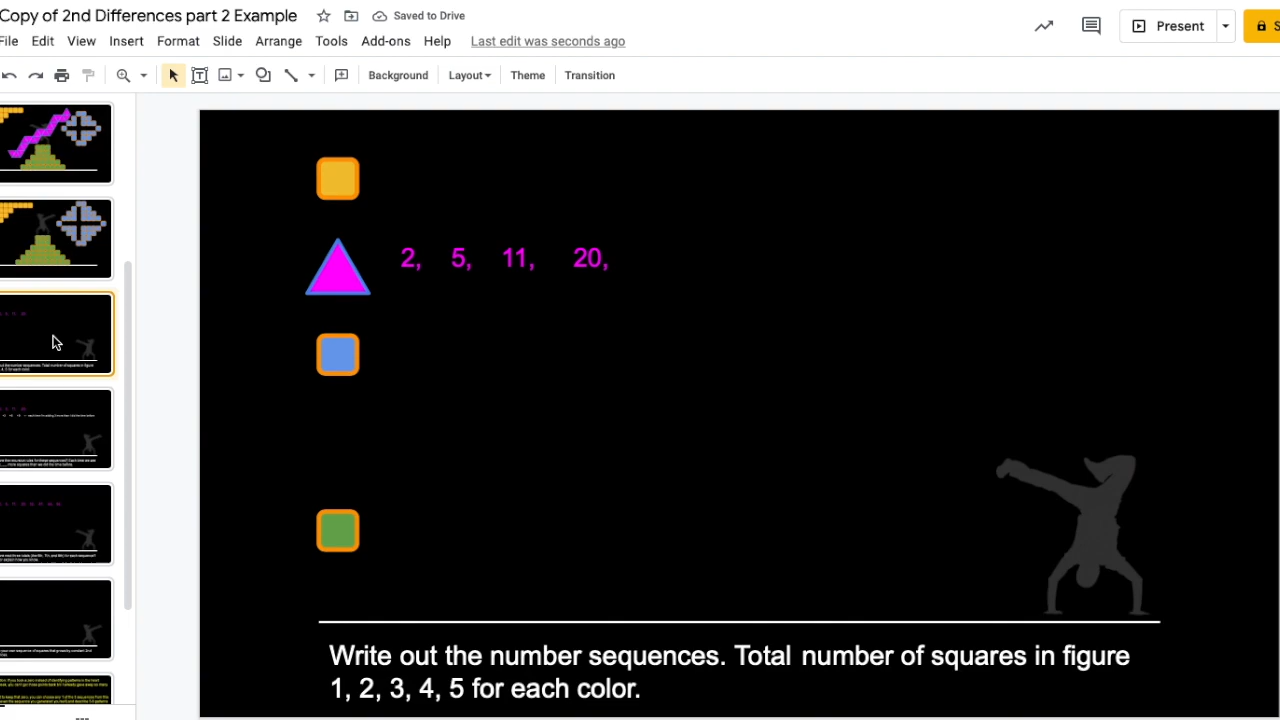 Copy of 2nd Differences part 2 Example
Saved to Drive
File Edit View Insert Format Slide Arrange Tools Add-ons Help Last edit was seconds ago
Present
Background Layout Theme Transition
2, 5, 11, 20,
Write out the number sequences. Total number of squares in figure
1, 2, 3, 4, 5 for each color.